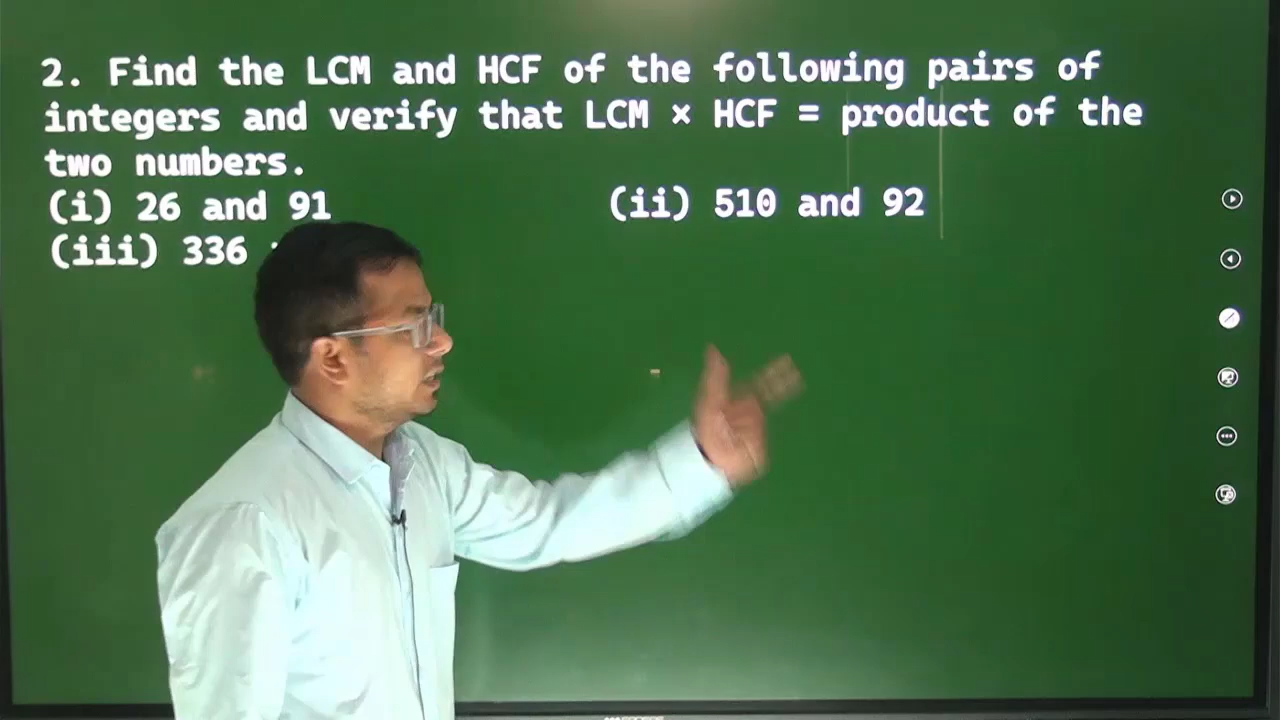 2. Find the LCM and HCF of the following pairs of
integers and verify that LCM × HCF = product of the
two numbers.
(i) 26 and 91 (ii) 510 and 92
(iii) 336